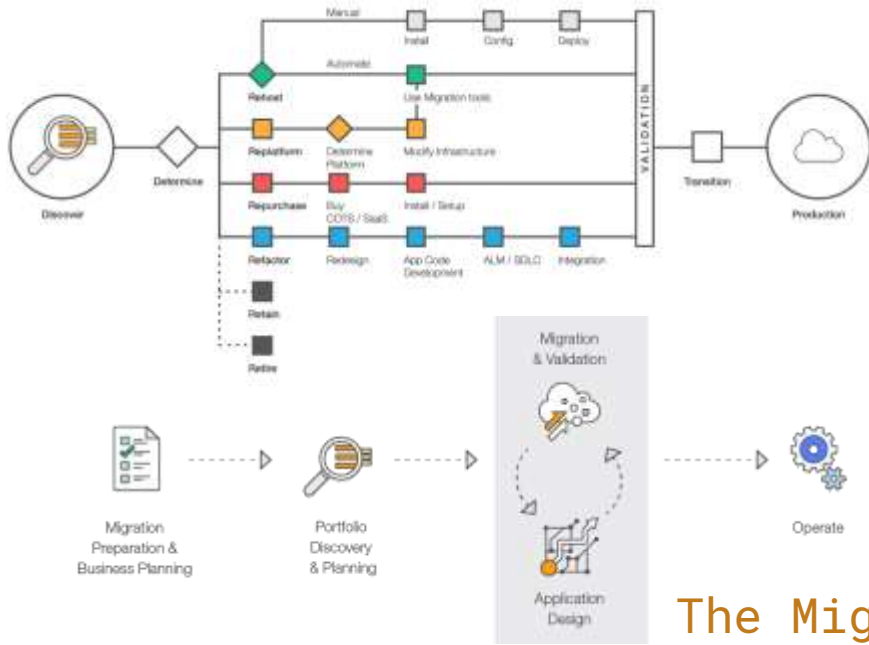 Manual
Install
Config
Deploy
Automate
Rehost
Use Migration tools
VALIDATION
Discover
Determine
Replatform
Determine
Platform
Modify Infrastructure
Transition
Production
Repurchase
Buy
COTS / SaaS
Install / Setup
Refactor
Redesign
App Code
Development
ALM / SDLC
Integration
Retain
Retire
Migration
& Validation
Migration
Preparation &
Business Planning
Portfolio
Discovery
& Planning
Application
Design
Operate
The Mig